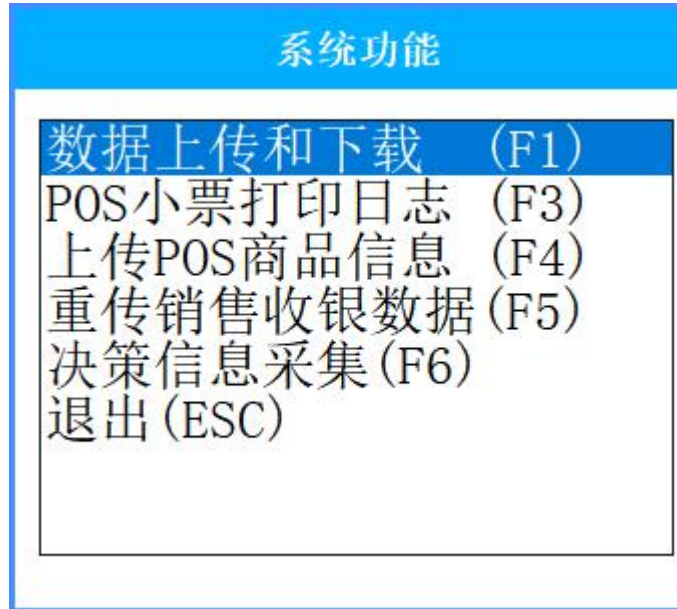 系统功能
数据上传和下载 (F1)
POS小票打印日志 (F3)
上传POS商品信息 (F4)
重传销售收银数据(F5)
决策信息采集(F6)
退出(ESC)